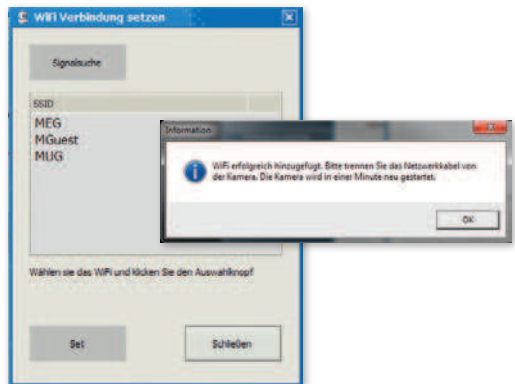 WiFi Verbindung setzen
Signalsuche
SSID
MEG
MGuest
MUG
Information
WiFi erfolgreich hinzugefügt. Bitte trennen Sie das Netzwerkkabel von
der Kamera. Die Kamera wird in einer Minute neu gestartet.
OK
Wählen sie das WiFi und klicken Sie den Auswahlknopf
Set
Schließen